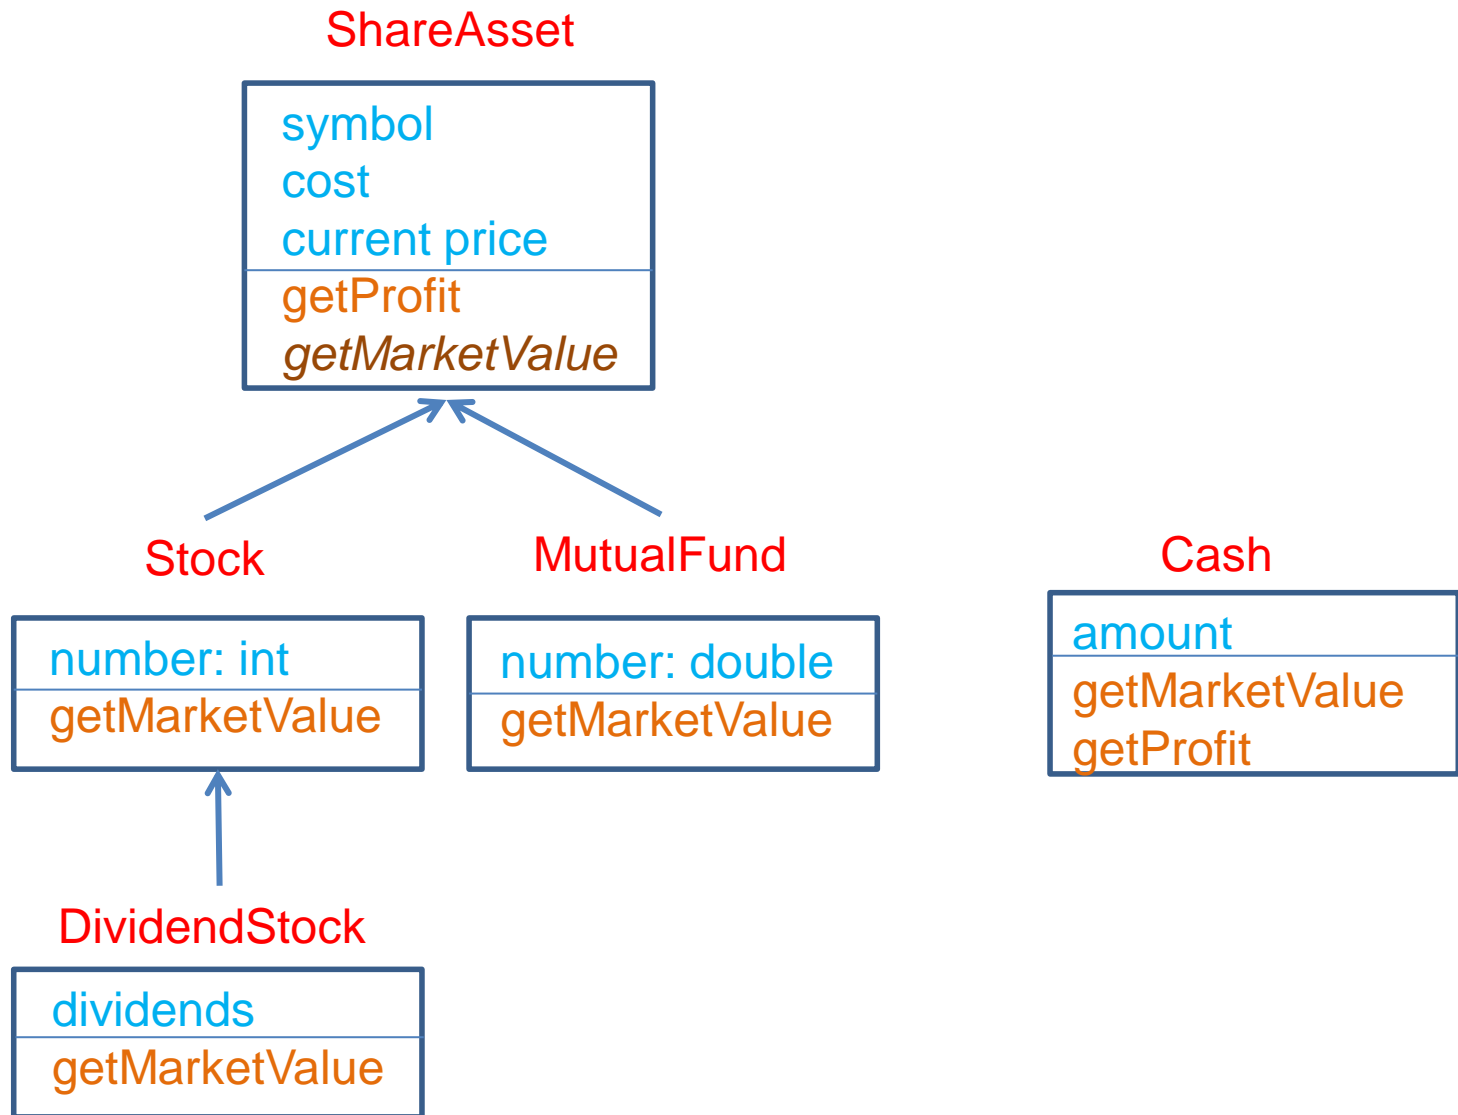 ShareAsset
symbol
cost
current price
getProfit
getMarketValue
Stock
number: int
getMarketValue
MutualFund
number: double
getMarketValue
Cash
amount
getMarketValue
getProfit
DividendStock
dividends
getMarketValue